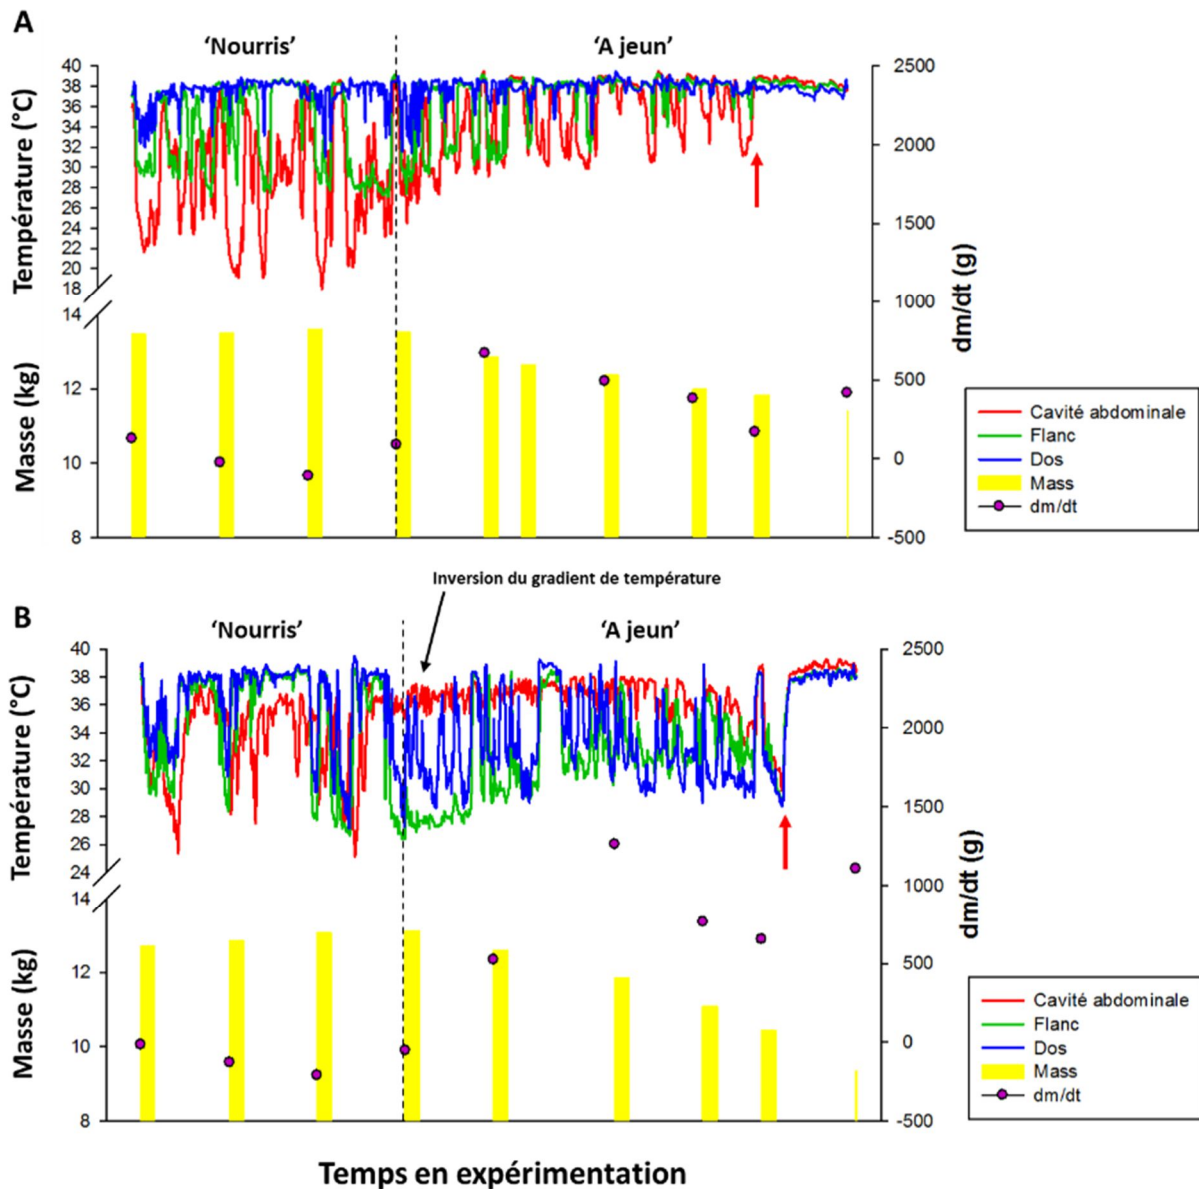 A
‘Nourris’
‘A jeun’
Température (°C)
40
38
36
34
32
30
28
26
24
22
20
18
14
12
10
8
Masse (kg)
2500
2000
1500
1000
500
0
-500
dm/dt (g)
Cavité abdominale
Flanc
Dos
Mass
dm/dt
Inversion du gradient de température
B
‘Nourris’
‘A jeun’
Température (°C)
40
38
36
34
32
30
28
26
24
14
12
10
8
Masse (kg)
2500
2000
1500
1000
500
0
-500
dm/dt (g)
Cavité abdominale
Flanc
Dos
Mass
dm/dt
Temps en expérimentation